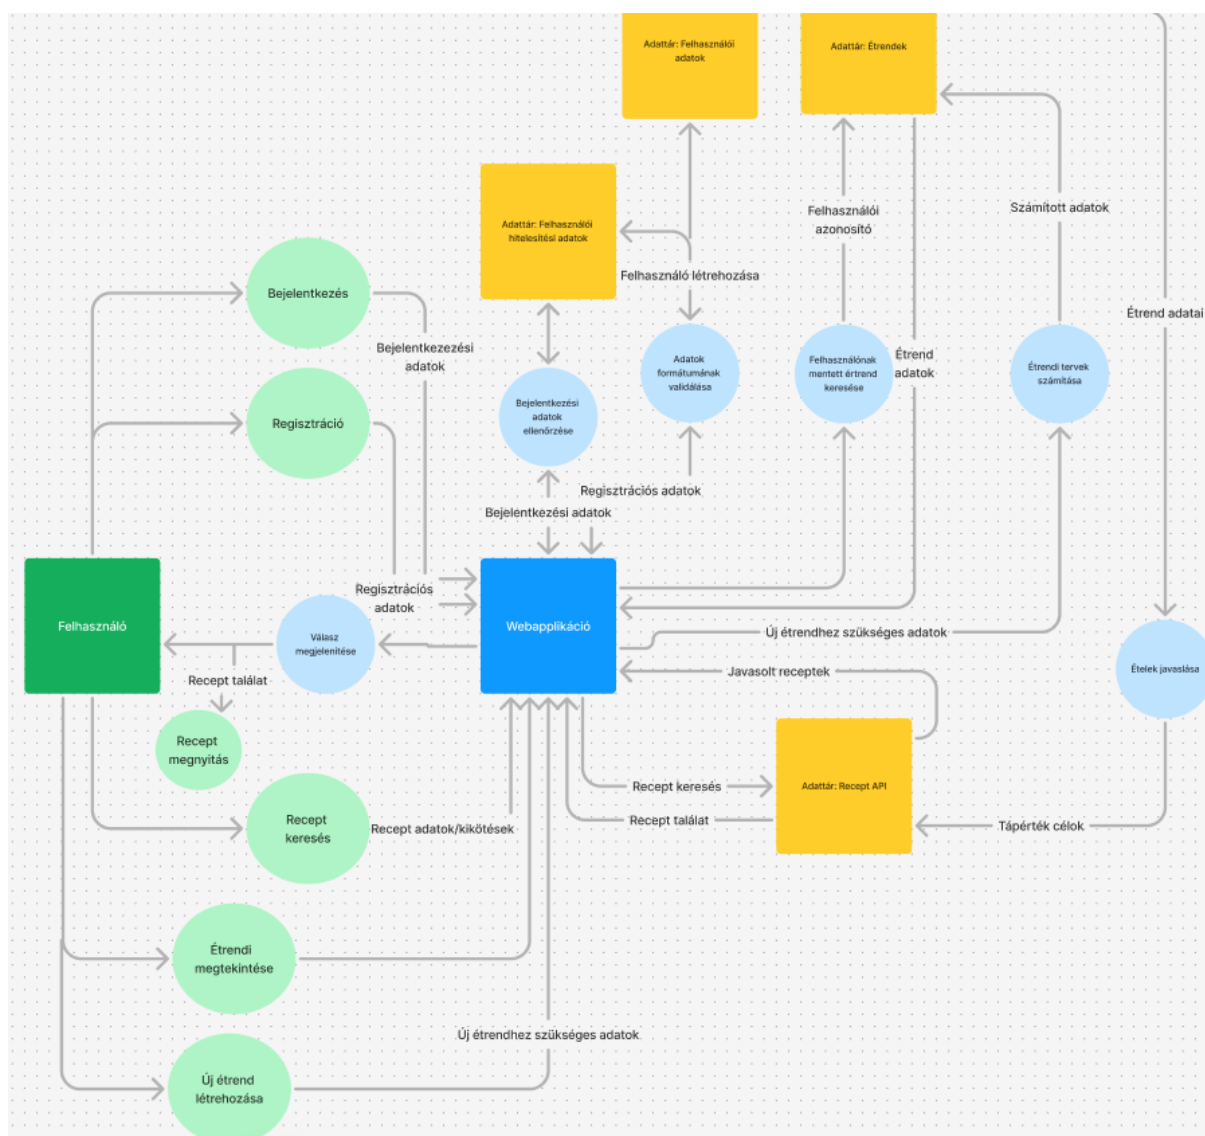 Adattár: Felhasználói
adatok
Adattár: Étrendek
Adattár: Felhasználói
hitelesítési adatok
Felhasználói
azonosító
Számított adatok
Felhasználó létrehozása
Bejelentkezés
Étrend adatai
Bejelentkezezési
adatok
Adatok
formátumának
validálása
Felhasználónak
mentett értrend
keresése
Étrend
adatok
Étrendi tervek
számítása
Bejelentkezési
adatok
ellenőrzése
Regisztráció
Regisztrációs adatok
Bejelentkezési adatok
Regisztrációs
adatok
Felhasználó
Válasz
megjelenítése
Webapplikáció
Új étrendhez szükséges adatok
Javasolt receptek
Ételek javaslása
Recept találat
Recept
megnyitás
Recept keresés
Adattár: Recept API
Recept
keresés
Recept adatok/kikötések
Recept találat
Tápérték célok
Étrendi
megtekintése
Új étrendhez szükséges adatok
Új étrend
létrehozása